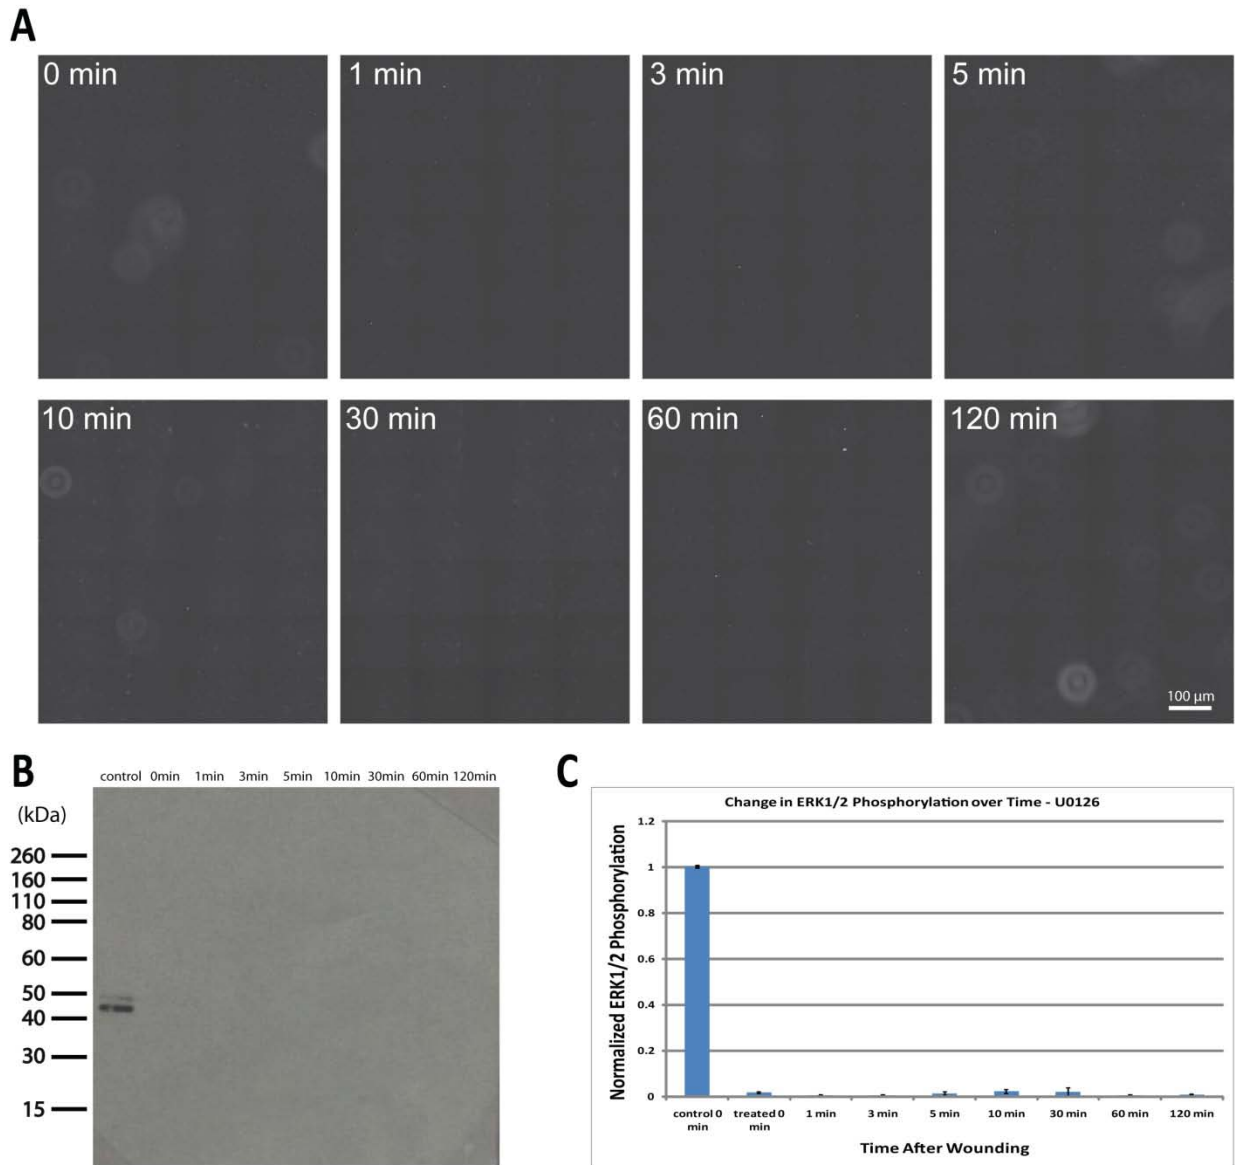 A
0 min
1 min
3 min
5 min
10 min
30 min
60 min
120 min
100 µm
B
control 0min 1min 3min 5min 10min 30min 60min 120min
(kDa)
260
160
110
80
60
50
40
30
15
C
Change in ERK1/2 Phosphorylation over Time - U0126
Normalized ERK1/2 Phosphorylation
1.2
1
0.8
0.6
0.4
0.2
0
control 0 min
treated 0 min
1 min
3 min
5 min
10 min
30 min
60 min
120 min
Time After Wounding